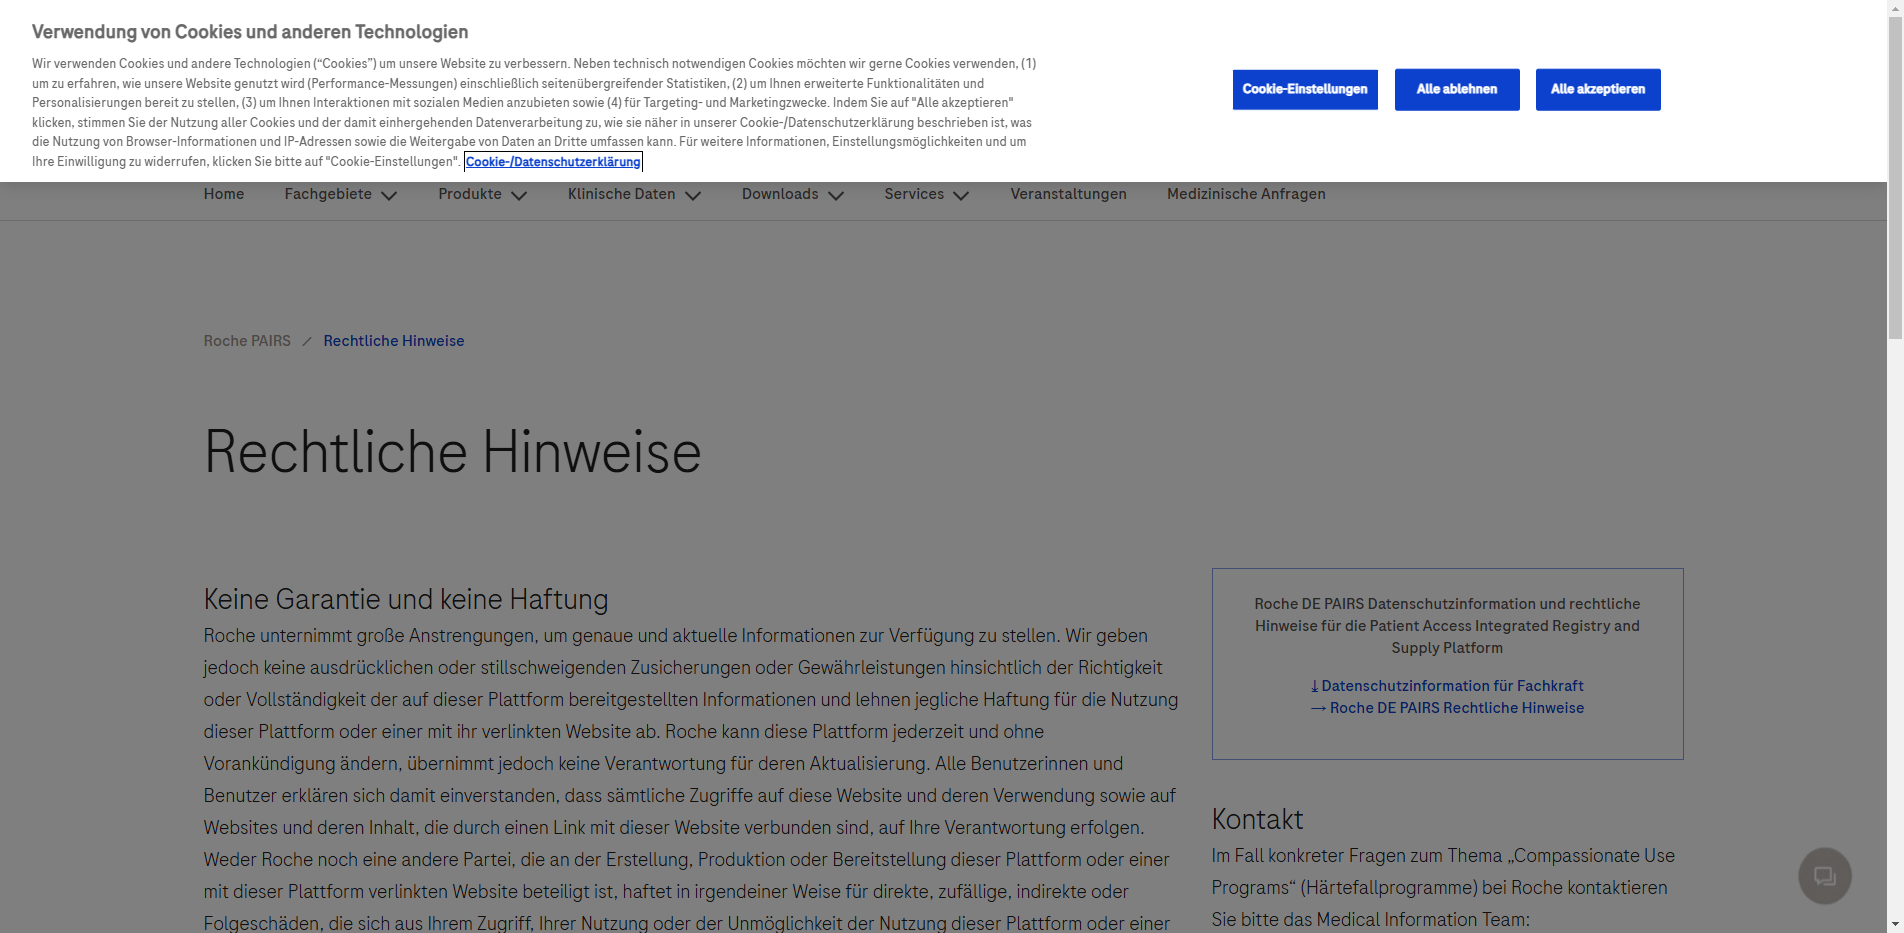 Verwendung von Cookies und anderen Technologien
Wir verwenden Cookies und andere Technologien (“Cookies”) um unsere Website zu verbessern. Neben technisch notwendigen Cookies möchten wir gerne Cookies verwenden, (1)
um zu erfahren, wie unsere Website genutzt wird (Performance-Messungen) einschließlich seitenübergreifender Statistiken, (2) um Ihnen erweiterte Funktionalitäten und
Personalisierungen bereit zu stellen, (3) um Ihnen Interaktionen mit sozialen Medien anzubieten sowie (4) für Targeting- und Marketingzwecke. Indem Sie auf "Alle akzeptieren"
klicken, stimmen Sie der Nutzung aller Cookies und der damit einhergehenden Datenverarbeitung zu, wie sie näher in unserer Cookie-/Datenschutzerklärung beschrieben ist, was
die Nutzung von Browser-Informationen und IP-Adressen sowie die Weitergabe von Daten an Dritte umfassen kann. Für weitere Informationen, Einstellungsmöglichkeiten und um
Ihre Einwilligung zu widerrufen, klicken Sie bitte auf "Cookie-Einstellungen". Cookie-/Datenschutzerklärung
Cookie-Einstellungen Alle ablehnen Alle akzeptieren
Home Fachgebiete Produkte Klinische Daten Downloads Services Veranstaltungen Medizinische Anfragen
Roche PAIRS / Rechtliche Hinweise
Rechtliche Hinweise
Keine Garantie und keine Haftung
Roche unternimmt große Anstrengungen, um genaue und aktuelle Informationen zur Verfügung zu stellen. Wir geben
jedoch keine ausdrücklichen oder stillschweigenden Zusicherungen oder Gewährleistungen hinsichtlich der Richtigkeit
oder Vollständigkeit der auf dieser Plattform bereitgestellten Informationen und lehnen jegliche Haftung für die Nutzung
dieser Plattform oder einer mit ihr verlinkten Website ab. Roche kann diese Plattform jederzeit und ohne
Vorankündigung ändern, übernimmt jedoch keine Verantwortung für deren Aktualisierung. Alle Benutzerinnen und
Benutzer erklären sich damit einverstanden, dass sämtliche Zugriffe auf diese Website und deren Verwendung sowie auf
Websites und deren Inhalt, die durch einen Link mit dieser Website verbunden sind, auf Ihre Verantwortung erfolgen.
Weder Roche noch eine andere Partei, die an der Erstellung, Produktion oder Bereitstellung dieser Plattform oder einer
mit dieser Plattform verlinkten Website beteiligt ist, haftet in irgendeiner Weise für direkte, zufällige, indirekte oder
Folgeschäden, die sich aus Ihrem Zugriff, Ihrer Nutzung oder der Unmöglichkeit der Nutzung dieser Plattform oder einer
Roche DE PAIRS Datenschutzinformation und rechtliche
Hinweise für die Patient Access Integrated Registry and
Supply Platform
⤓ Datenschutzinformation für Fachkraft
→ Roche DE PAIRS Rechtliche Hinweise
Kontakt
Im Fall konkreter Fragen zum Thema „Compassionate Use
Programs“ (Härtefallprogramme) bei Roche kontaktieren
Sie bitte das Medical Information Team: